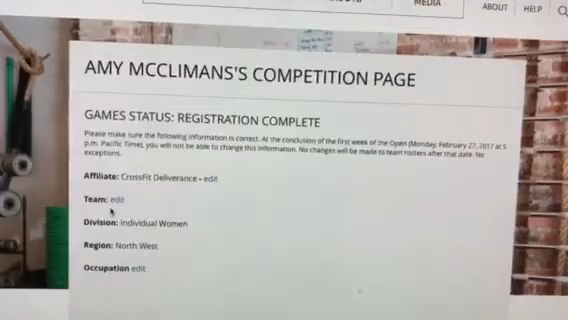 MEDIA
ABOUT
HELP
AMY MCCLIMANS'S COMPETITION PAGE
GAMES STATUS: REGISTRATION COMPLETE
Please make sure the following information is correct. At the conclusion of the first week of the Open (Monday, February 27, 2017 at 5
p.m. Pacific Time), you will not be able to change this information. No changes will be made to team rosters after that date. No
exceptions.
Affiliate: CrossFit Deliverance - edit
Team: edit
Division: Individual Women
Region: North West
Occupation edit